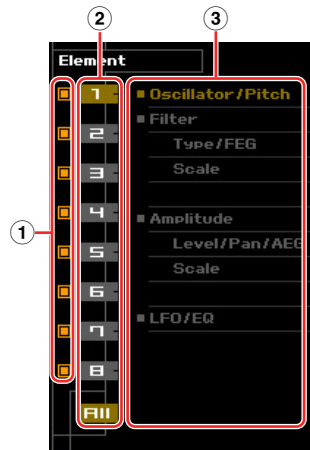 ② ③
Element
1 Oscillator/Pitch
Filter
2 Type/FEG
3 Scale
① 4 Amplitude
5 Level/Pan/AEG
Scale
6
7 LFO/EQ
8
All